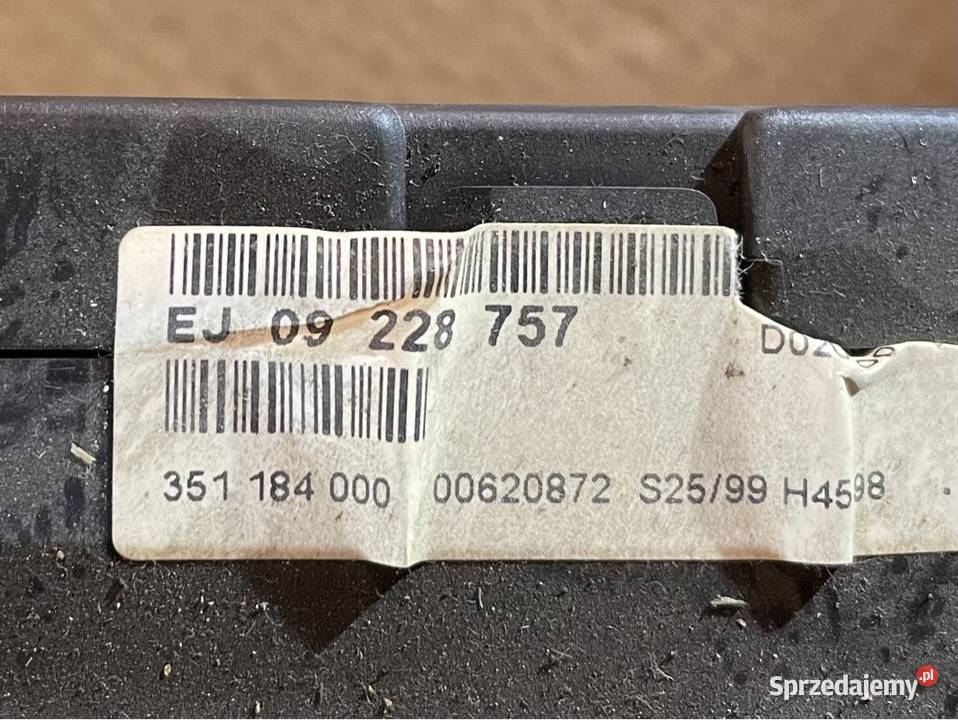 EJ 09 228 757
351 184 000 00620872 S25/99 H4598
Sprzedajemy.pl